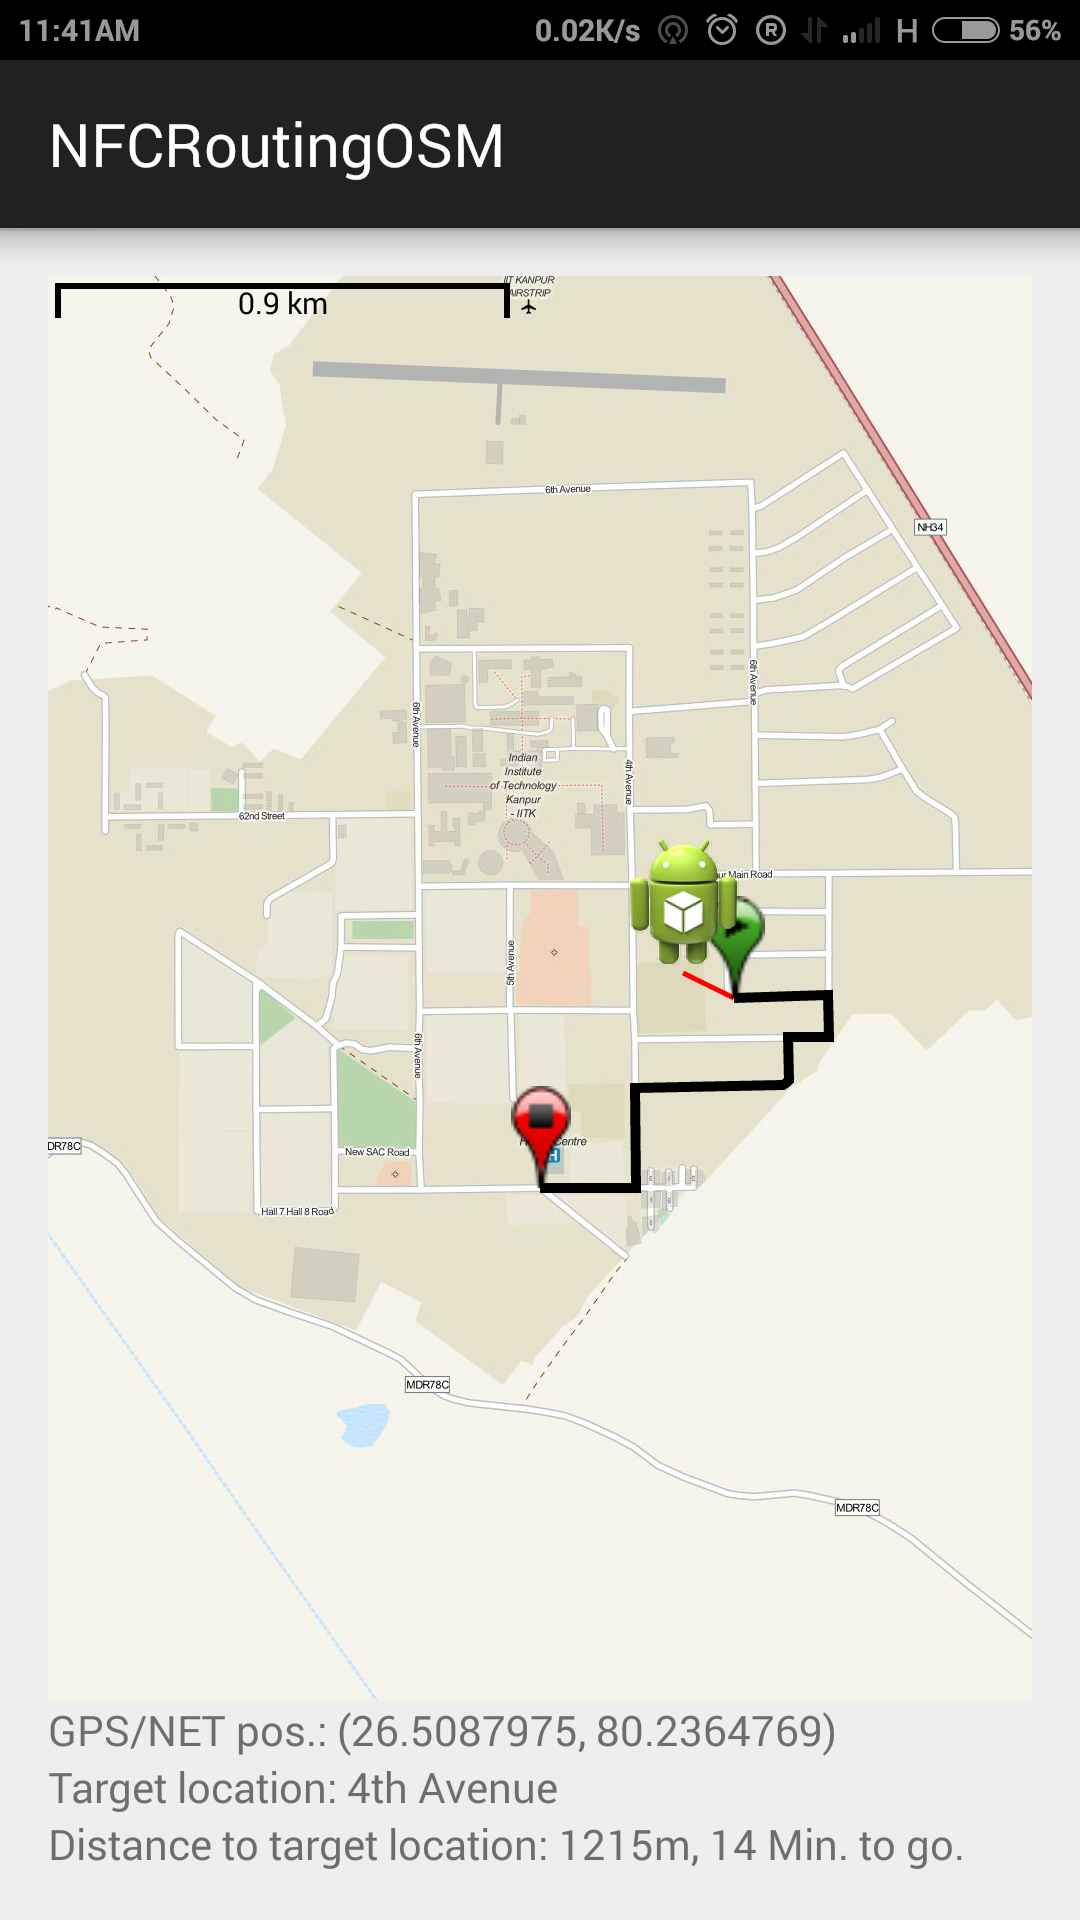 11:41AM 0.02K/s R H 56%
NFCRoutingOSM
IIT KANPUR
AIRSTRIP
0.9 km
6th Avenue
NH34
6th Avenue
6th Avenue
Indian
Institute
of Technology
Kanpur
- IITK
4th Avenue
62nd Street
Main Road
5th Avenue
6th Avenue
DR78C
Centre
H
New SAC Road
Hall 7 Hall 8 Road
MDR78C
MDR78C
GPS/NET pos.: (26.5087975, 80.2364769)
Target location: 4th Avenue
Distance to target location: 1215m, 14 Min. to go.